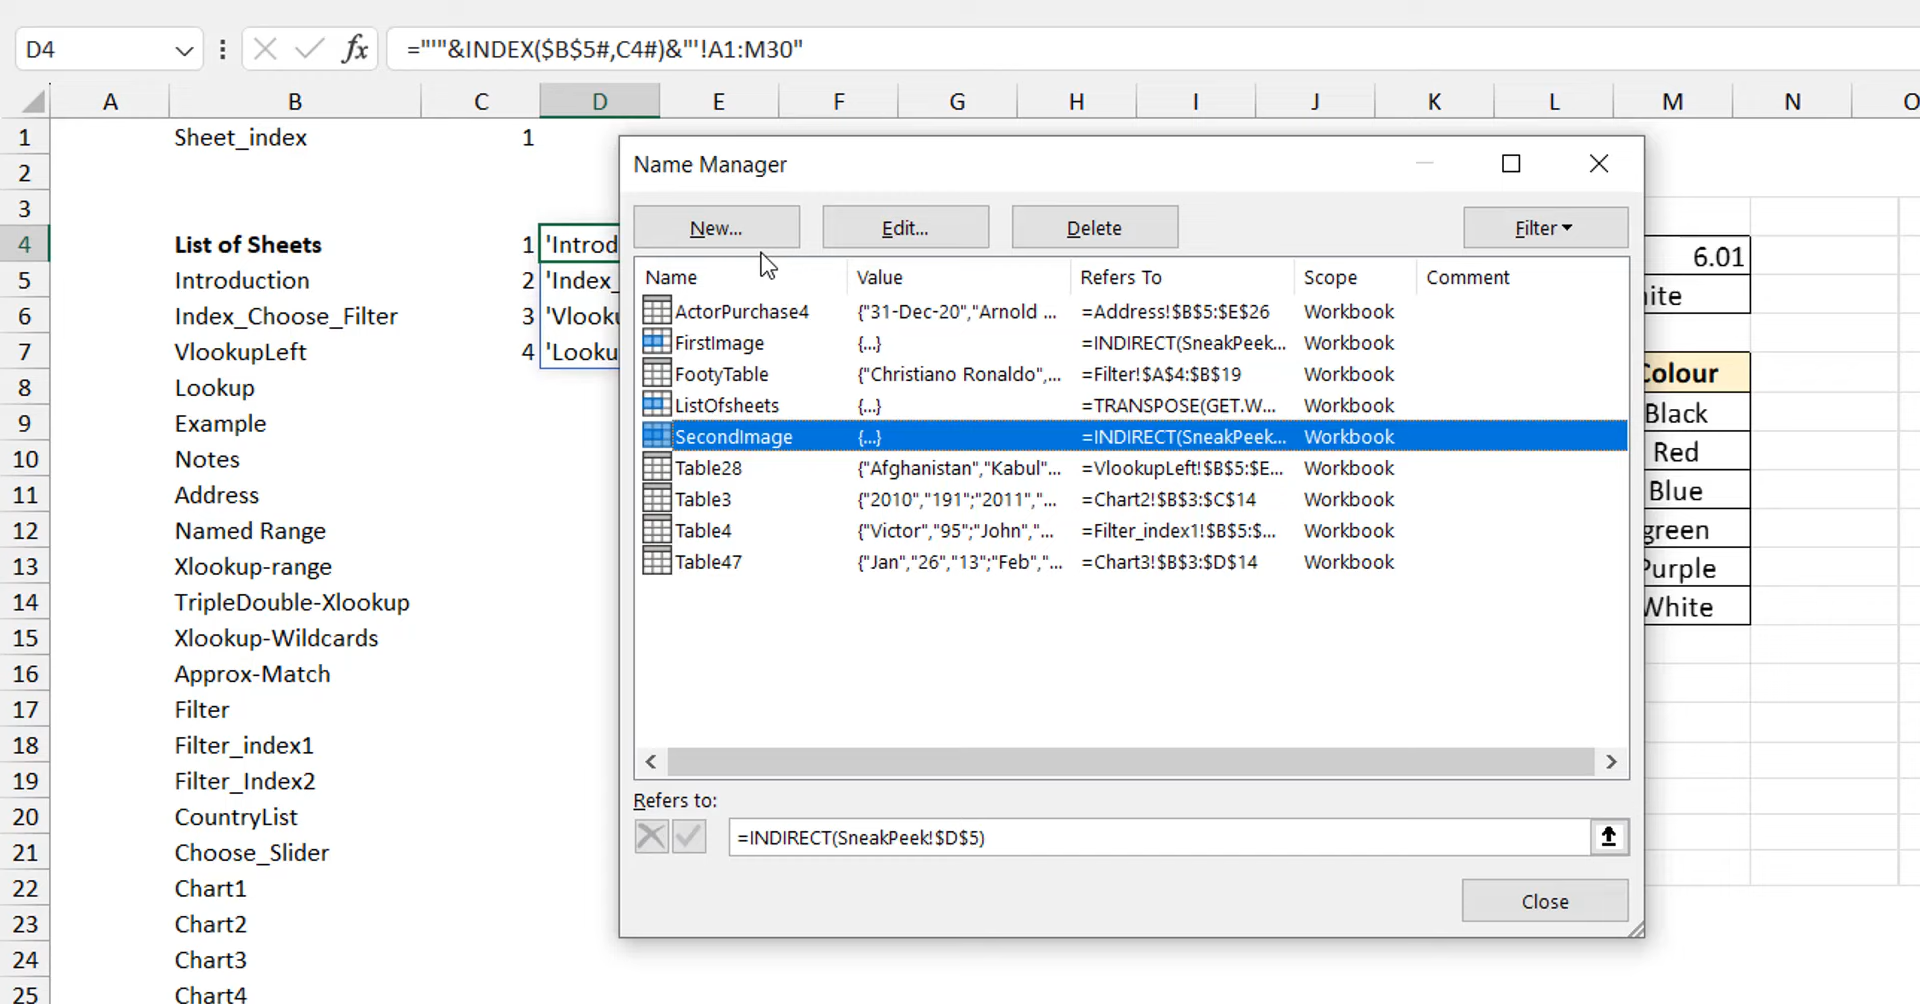 D4 fx ="'"&INDEX($B$5#,C4#)&"'!A1:M30"
A B C D E F G H I J K L M N O
1 Sheet_index 1
2
3
4 List of Sheets 1 'Introd
5 Introduction 2 'Index_
6 Index_Choose_Filter 3 'Vlooku
7 VlookupLeft 4 'Looku
8 Lookup
9 Example
10 Notes
11 Address
12 Named Range
13 Xlookup-range
14 TripleDouble-Xlookup
15 Xlookup-Wildcards
16 Approx-Match
17 Filter
18 Filter_index1
19 Filter_Index2
20 CountryList
21 Choose_Slider
22 Chart1
23 Chart2
24 Chart3
25 Chart4
Name Manager
New... Edit... Delete Filter
Name Value Refers To Scope Comment
ActorPurchase4 {"31-Dec-20","Arnold ... =Address!$B$5:$E$26 Workbook
FirstImage {...} =INDIRECT(SneakPeek... Workbook
FootyTable {"Christiano Ronaldo",... =Filter!$A$4:$B$19 Workbook
ListOfsheets {...} =TRANSPOSE(GET.W... Workbook
SecondImage {...} =INDIRECT(SneakPeek... Workbook
Table28 {"Afghanistan","Kabul"... =VlookupLeft!$B$5:$E... Workbook
Table3 {"2010","191";"2011","... =Chart2!$B$3:$C$14 Workbook
Table4 {"Victor","95";"John","... =Filter_index1!$B$5:$... Workbook
Table47 {"Jan","26","13";"Feb","... =Chart3!$B$3:$D$14 Workbook
Refers to:
=INDIRECT(SneakPeek!$D$5)
Close
6.01
ite
Colour
Black
Red
Blue
green
Purple
White